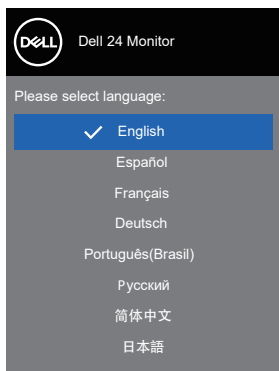 DELL
Dell 24 Monitor
Please select language:
English
Español
Français
Deutsch
Português(Brasil)
Русский
简体中文
日本語